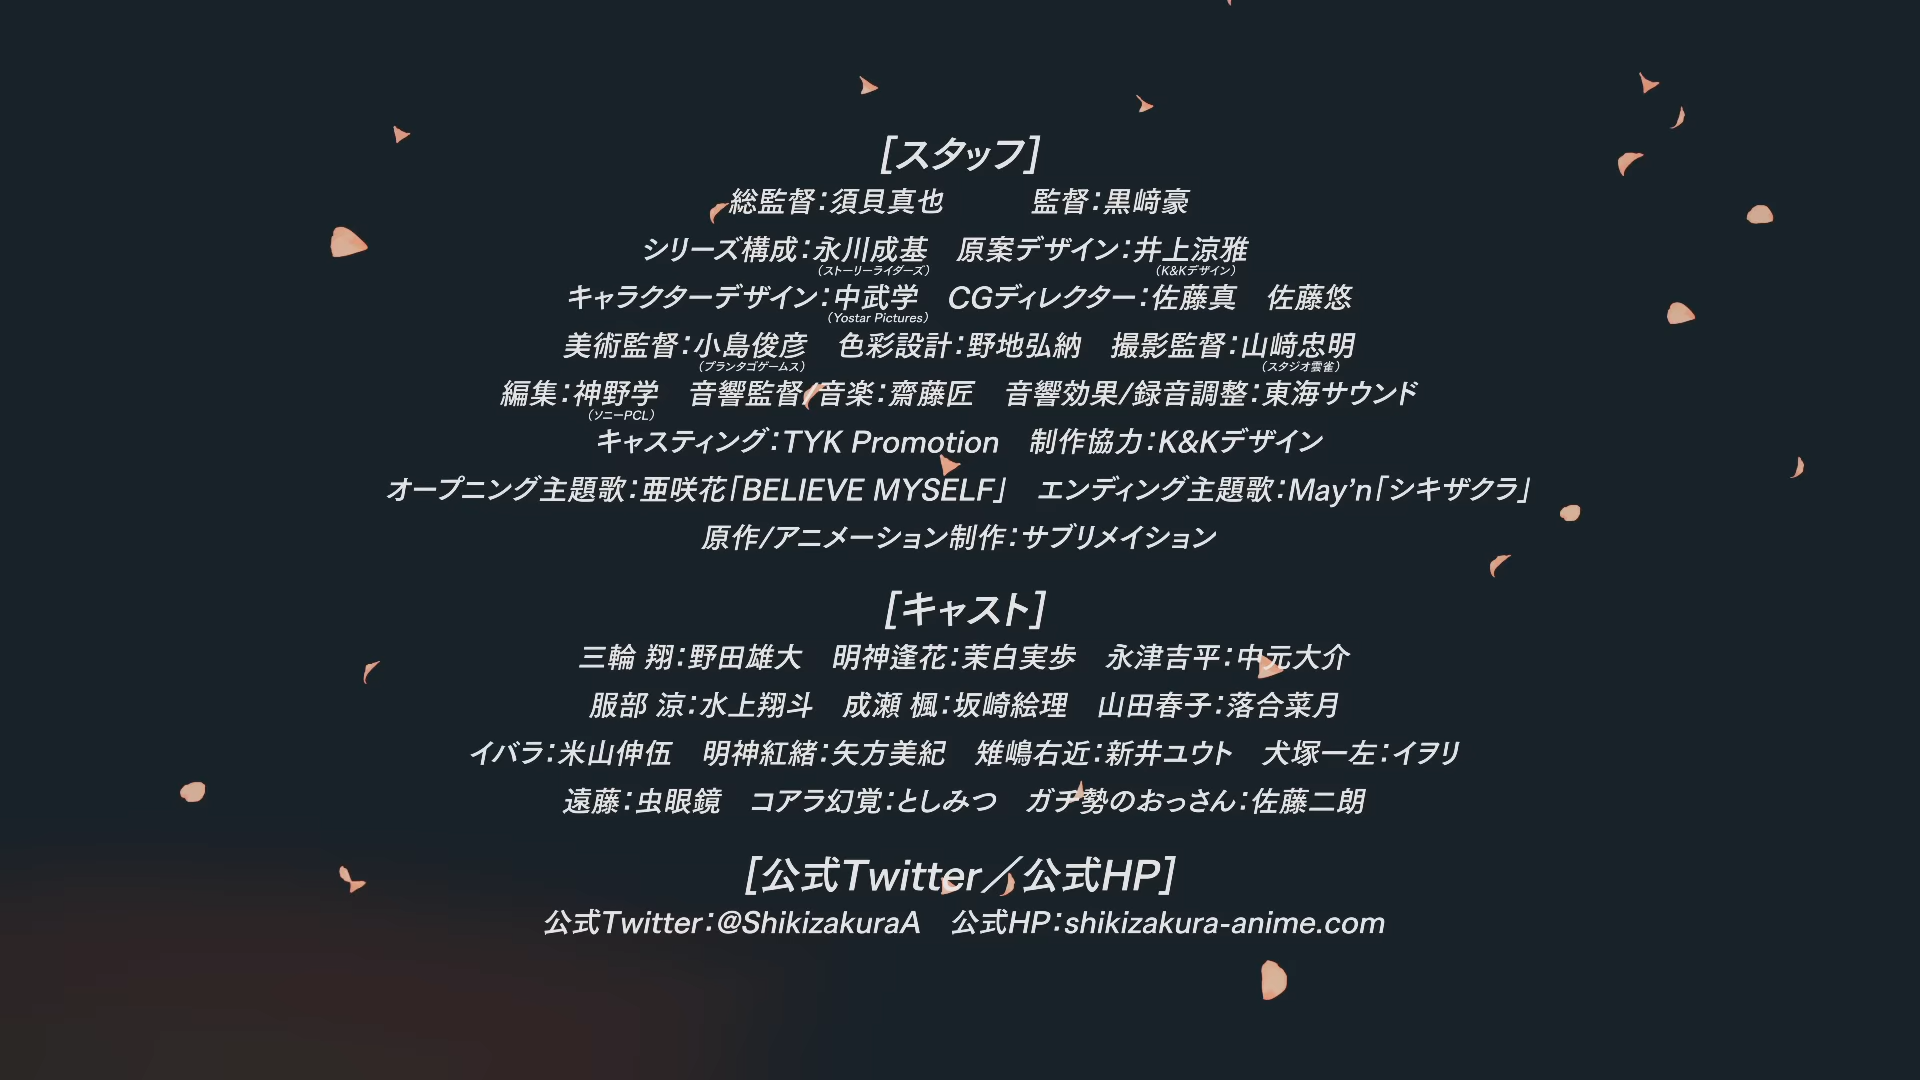 [スタッフ]
総監督：須貝真也　監督：黒﨑豪
シリーズ構成：永川成基　原案デザイン：井上涼雅
（ストーリーライダーズ）　（K&Kデザイン）
キャラクターデザイン：中武学　CGディレクター：佐藤真　佐藤悠
（Yostar Pictures）
美術監督：小島俊彦　色彩設計：野地弘納　撮影監督：山﨑忠明
（プランタゴゲームス）　（スタジオ雲雀）
編集：神野学　音響監督/音楽：齋藤匠　音響効果/録音調整：東海サウンド
（ソニーPCL）
キャスティング：TYK Promotion　制作協力：K&Kデザイン
オープニング主題歌：亜咲花「BELIEVE MYSELF」　エンディング主題歌：May’n「シキザクラ」
原作/アニメーション制作：サブリメイション
[キャスト]
三輪 翔：野田雄大　明神逢花：茉白実歩　永津吉平：中元大介
服部 涼：水上翔斗　成瀬 楓：坂崎絵理　山田春子：落合菜月
イバラ：米山伸伍　明神紅緒：矢方美紀　雉嶋右近：新井ユウト　犬塚一左：イヲリ
遠藤：虫眼鏡　コアラ幻覚：としみつ　ガチ勢のおっさん：佐藤二朗
[公式Twitter／公式HP]
公式Twitter：@ShikizakuraA　公式HP：shikizakura-anime.com